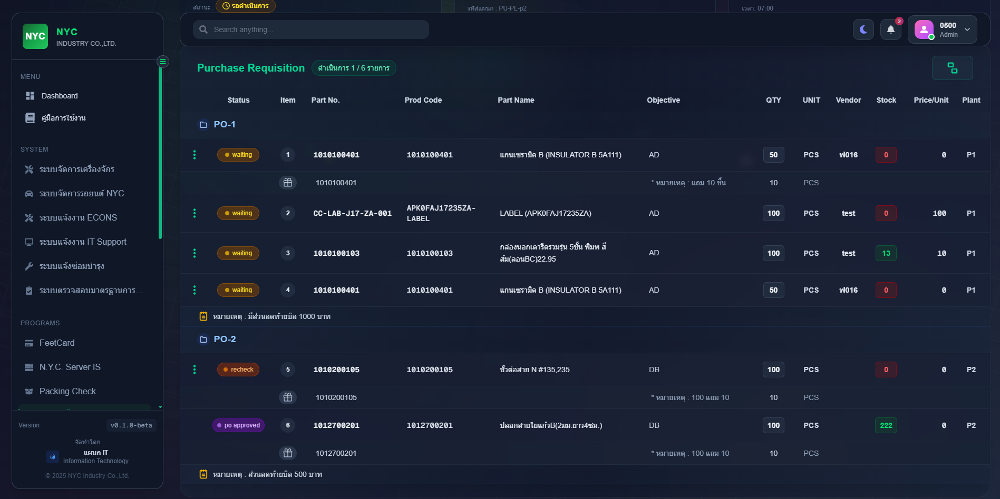 สถานะ : รอดำเนินการ
รหัสแผนก : PU-PL-p2
เวลา: 07:00
NYC
NYC
INDUSTRY CO.,LTD.
Search anything...
2
0500
Admin
MENU
Dashboard
คู่มือการใช้งาน
SYSTEM
ระบบจัดการเครื่องจักร
ระบบจัดการรถยนต์ NYC
ระบบแจ้งงาน ECONS
ระบบแจ้งงาน IT Support
ระบบแจ้งซ่อมบำรุง
ระบบตรวจสอบมาตรฐานการ...
PROGRAMS
FeetCard
N.Y.C. Server IS
Packing Check
Version v0.1.0-beta
จัดทำโดย
แผนก IT
Information Technology
© 2025 NYC Industry Co.,Ltd.
Purchase Requisition ดำเนินการ 1 / 6 รายการ
Status Item Part No. Prod Code Part Name Objective QTY UNIT Vendor Stock Price/Unit Plant
PO-1
waiting 1 1010100401 1010100401 แกนเซรามิค B (INSULATOR B 5A111) AD 50 PCS ฟ016 0 0 P1
1010100401 * หมายเหตุ : แถม 10 ชิ้น 10 PCS
waiting 2 CC-LAB-J17-ZA-001 APK0FAJ17235ZA-LABEL LABEL (APK0FAJ17235ZA) AD 100 PCS test 0 100 P1
waiting 3 1010100103 1010100103 กล่องนอกเตารีดรวมรุ่น 5ชั้น พิมพ์ สีส้ม(ลอนBC)22.95 AD 100 PCS test 13 10 P1
waiting 4 1010100401 1010100401 แกนเซรามิค B (INSULATOR B 5A111) AD 50 PCS ฟ016 0 0 P1
หมายเหตุ : มีส่วนลดท้ายบิล 1000 บาท
PO-2
recheck 5 1010200105 1010200105 ขั้วต่อสาย N #135,235 DB 100 PCS 0 0 P2
1010200105 * หมายเหตุ : 100 แถม 10 10 PCS
po approved 6 1012700201 1012700201 ปลอกสายใยแก้วB(2มม.ยาว4ซม.) DB 100 PCS 222 0 P2
1012700201 * หมายเหตุ : 100 แถม 10 10 PCS
หมายเหตุ : ส่วนลดท้ายบิล 500 บาท